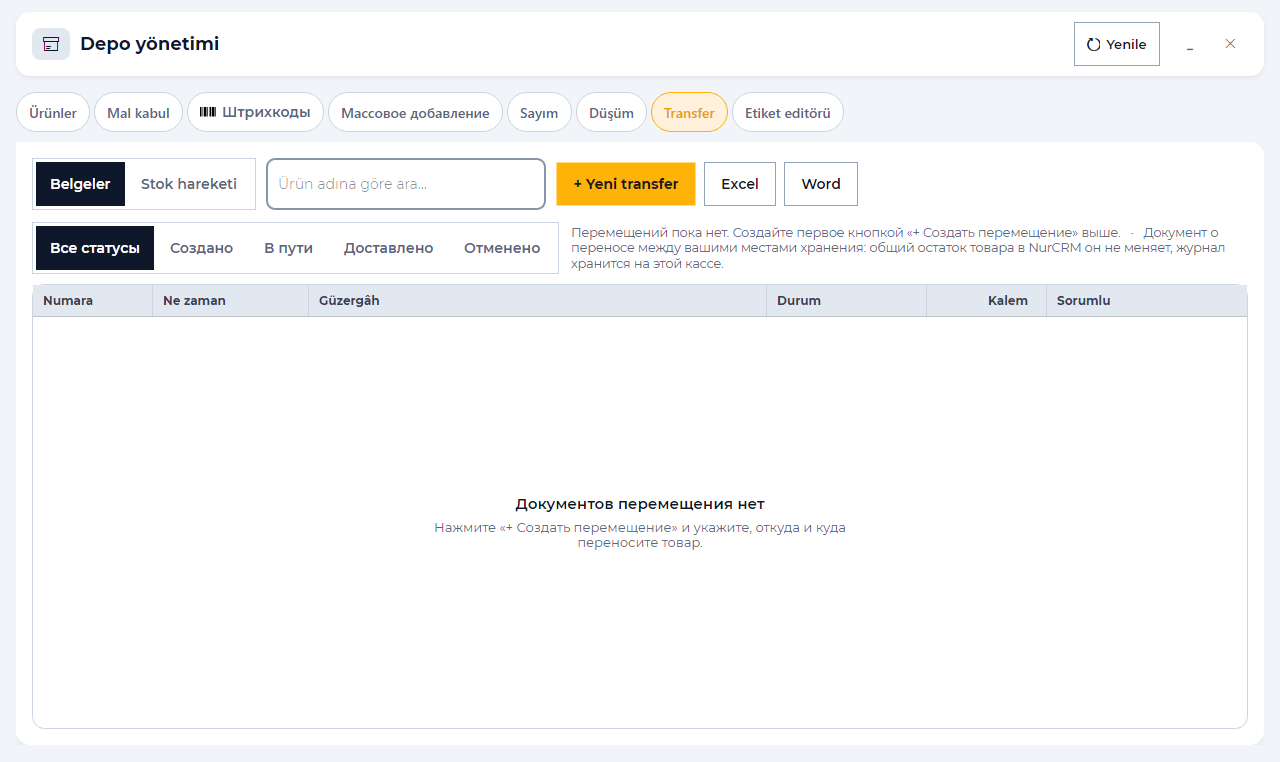 Depo yönetimi
Yenile
Ürünler
Mal kabul
Штрихкоды
Массовое добавление
Sayım
Düşüm
Transfer
Etiket editörü
Belgeler
Stok hareketi
Ürün adına göre ara...
+ Yeni transfer
Excel
Word
Все статусы
Создано
В пути
Доставлено
Отменено
Перемещений пока нет. Создайте первое кнопкой «+ Создать перемещение» выше. · Документ о
переносе между вашими местами хранения: общий остаток товара в NurCRM он не меняет, журнал
хранится на этой кассе.
Numara
Ne zaman
Güzergâh
Durum
Kalem
Sorumlu
Документов перемещения нет
Нажмите «+ Создать перемещение» и укажите, откуда и куда
переносите товар.